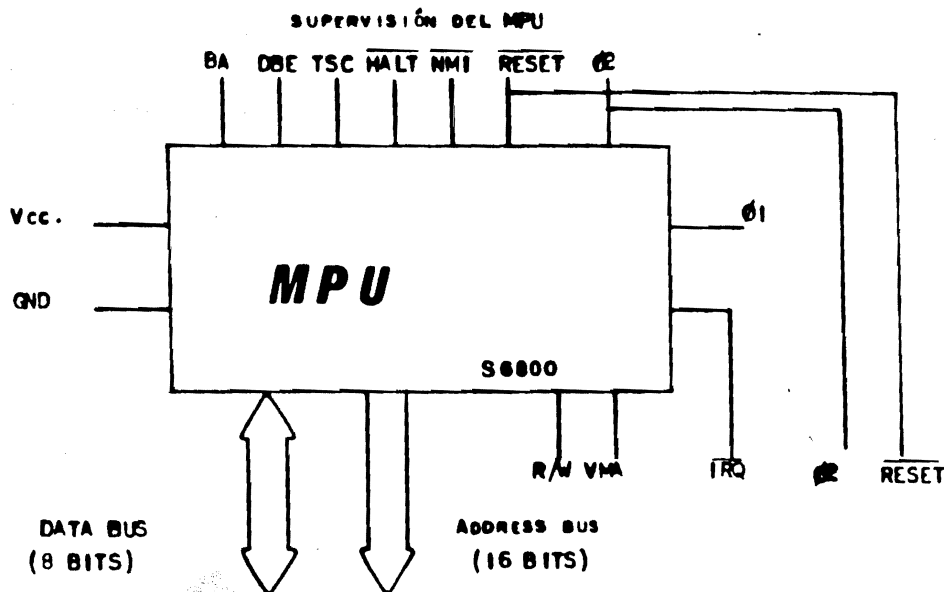 SUPERVISIÓN DEL MPU
BA DBE TSC HALT NMI RESET Ø2
Vcc.
Ø1
MPU
GND
S6800
R/W VMA IRQ Ø2 RESET
DATA BUS
(8 BITS)
ADDRESS BUS
(16 BITS)